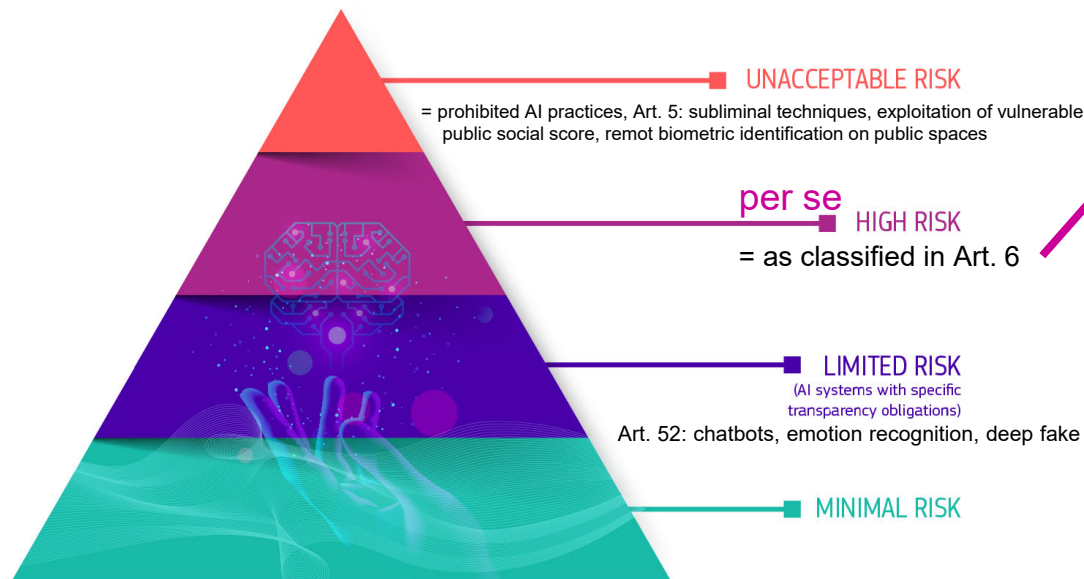 UNACCEPTABLE RISK
= prohibited AI practices, Art. 5: subliminal techniques, exploitation of vulnerable
public social score, remot biometric identification on public spaces
per se
HIGH RISK
= as classified in Art. 6
LIMITED RISK
(AI systems with specific
transparency obligations)
Art. 52: chatbots, emotion recognition, deep fake
MINIMAL RISK